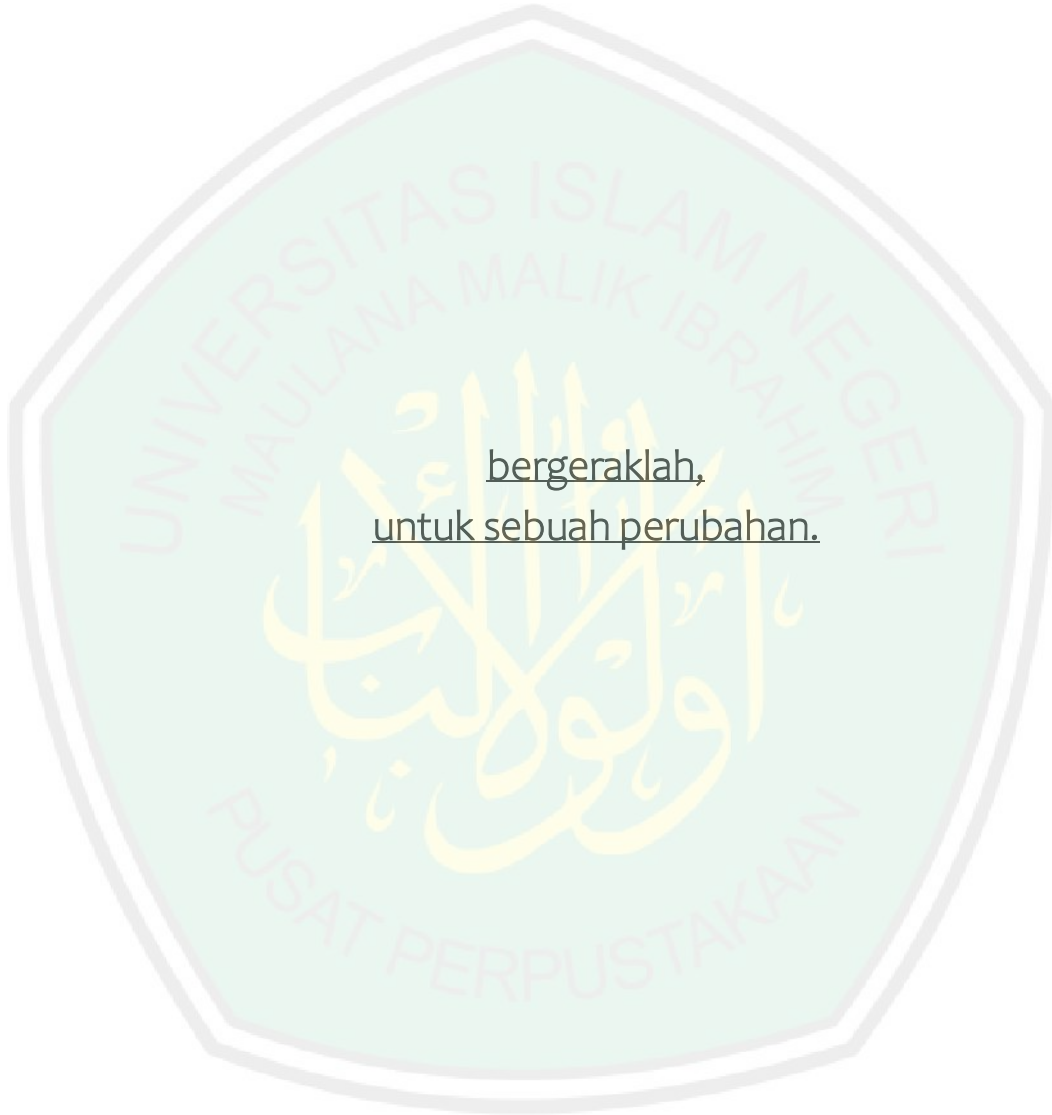 UNIVERSITAS ISLAM NEGERI
MAULANA MALIK IBRAHIM
bergeraklah,
untuk sebuah perubahan.
PUSAT PERPUSTAKAAN